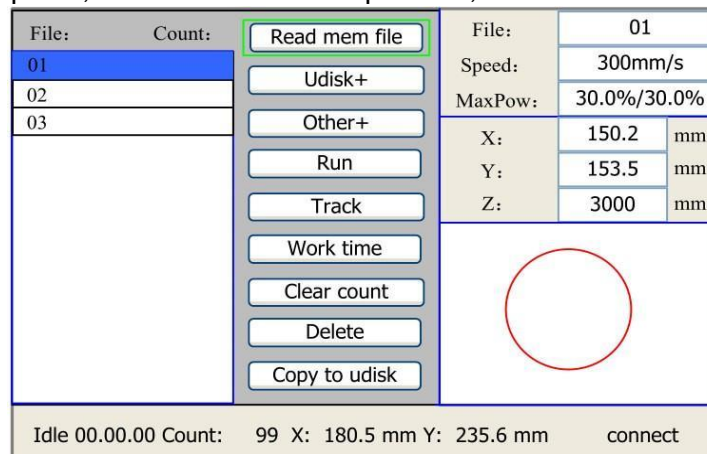 File: Count:
01
02
03
Read mem file
Udisk+
Other+
Run
Track
Work time
Clear count
Delete
Copy to udisk
File: 01
Speed: 300mm/s
MaxPow: 30.0%/30.0%
X: 150.2 mm
Y: 153.5 mm
Z: 3000 mm
Idle 00.00.00 Count: 99 X: 180.5 mm Y: 235.6 mm connect